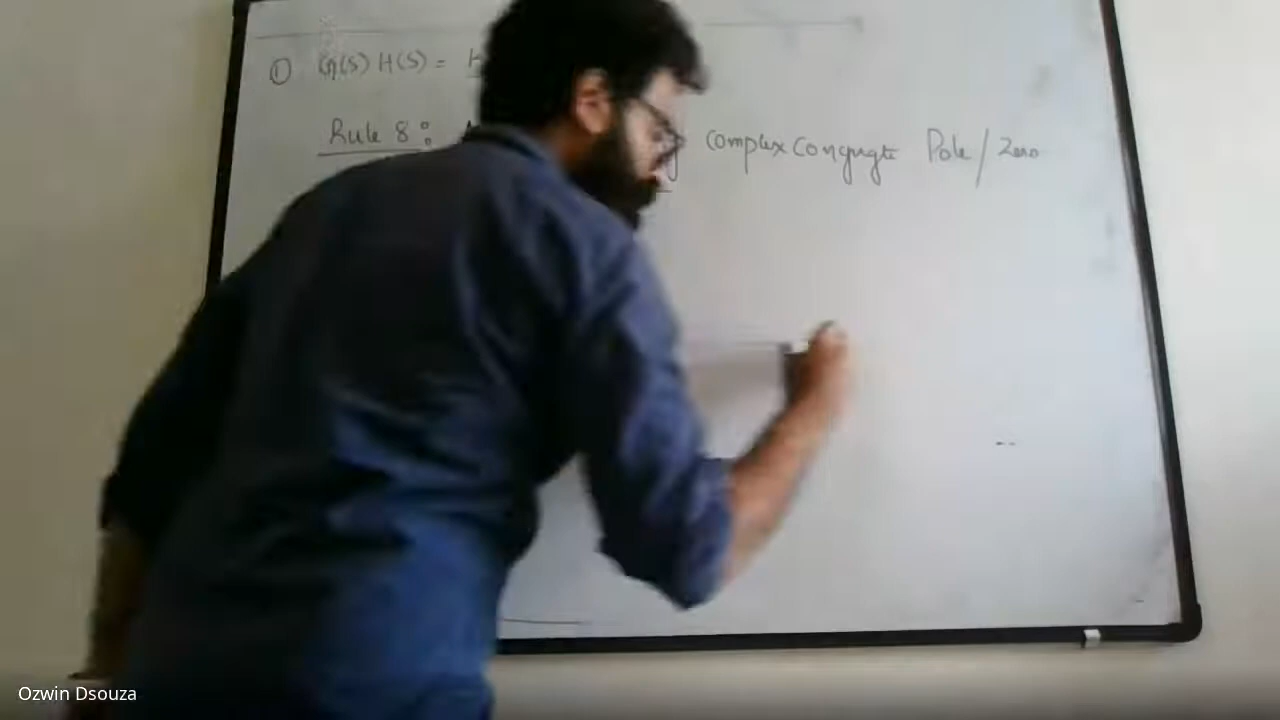 ① G(S) H(S) =
Rule 8: complex Conjugate Pole / Zero
Ozwin Dsouza